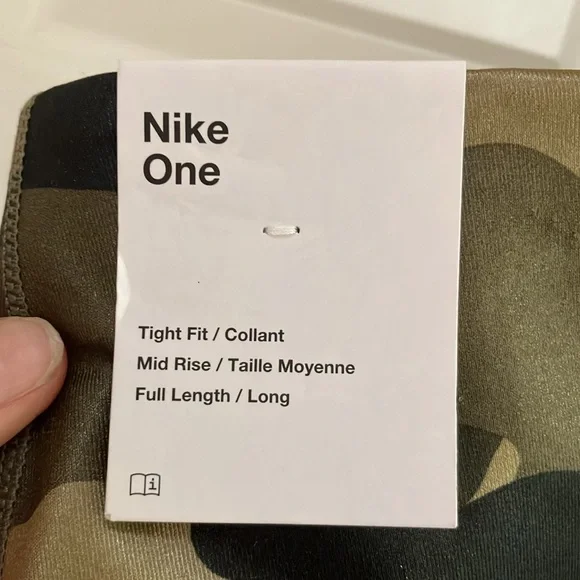 Nike
One
Tight Fit / Collant
Mid Rise / Taille Moyenne
Full Length / Long
i